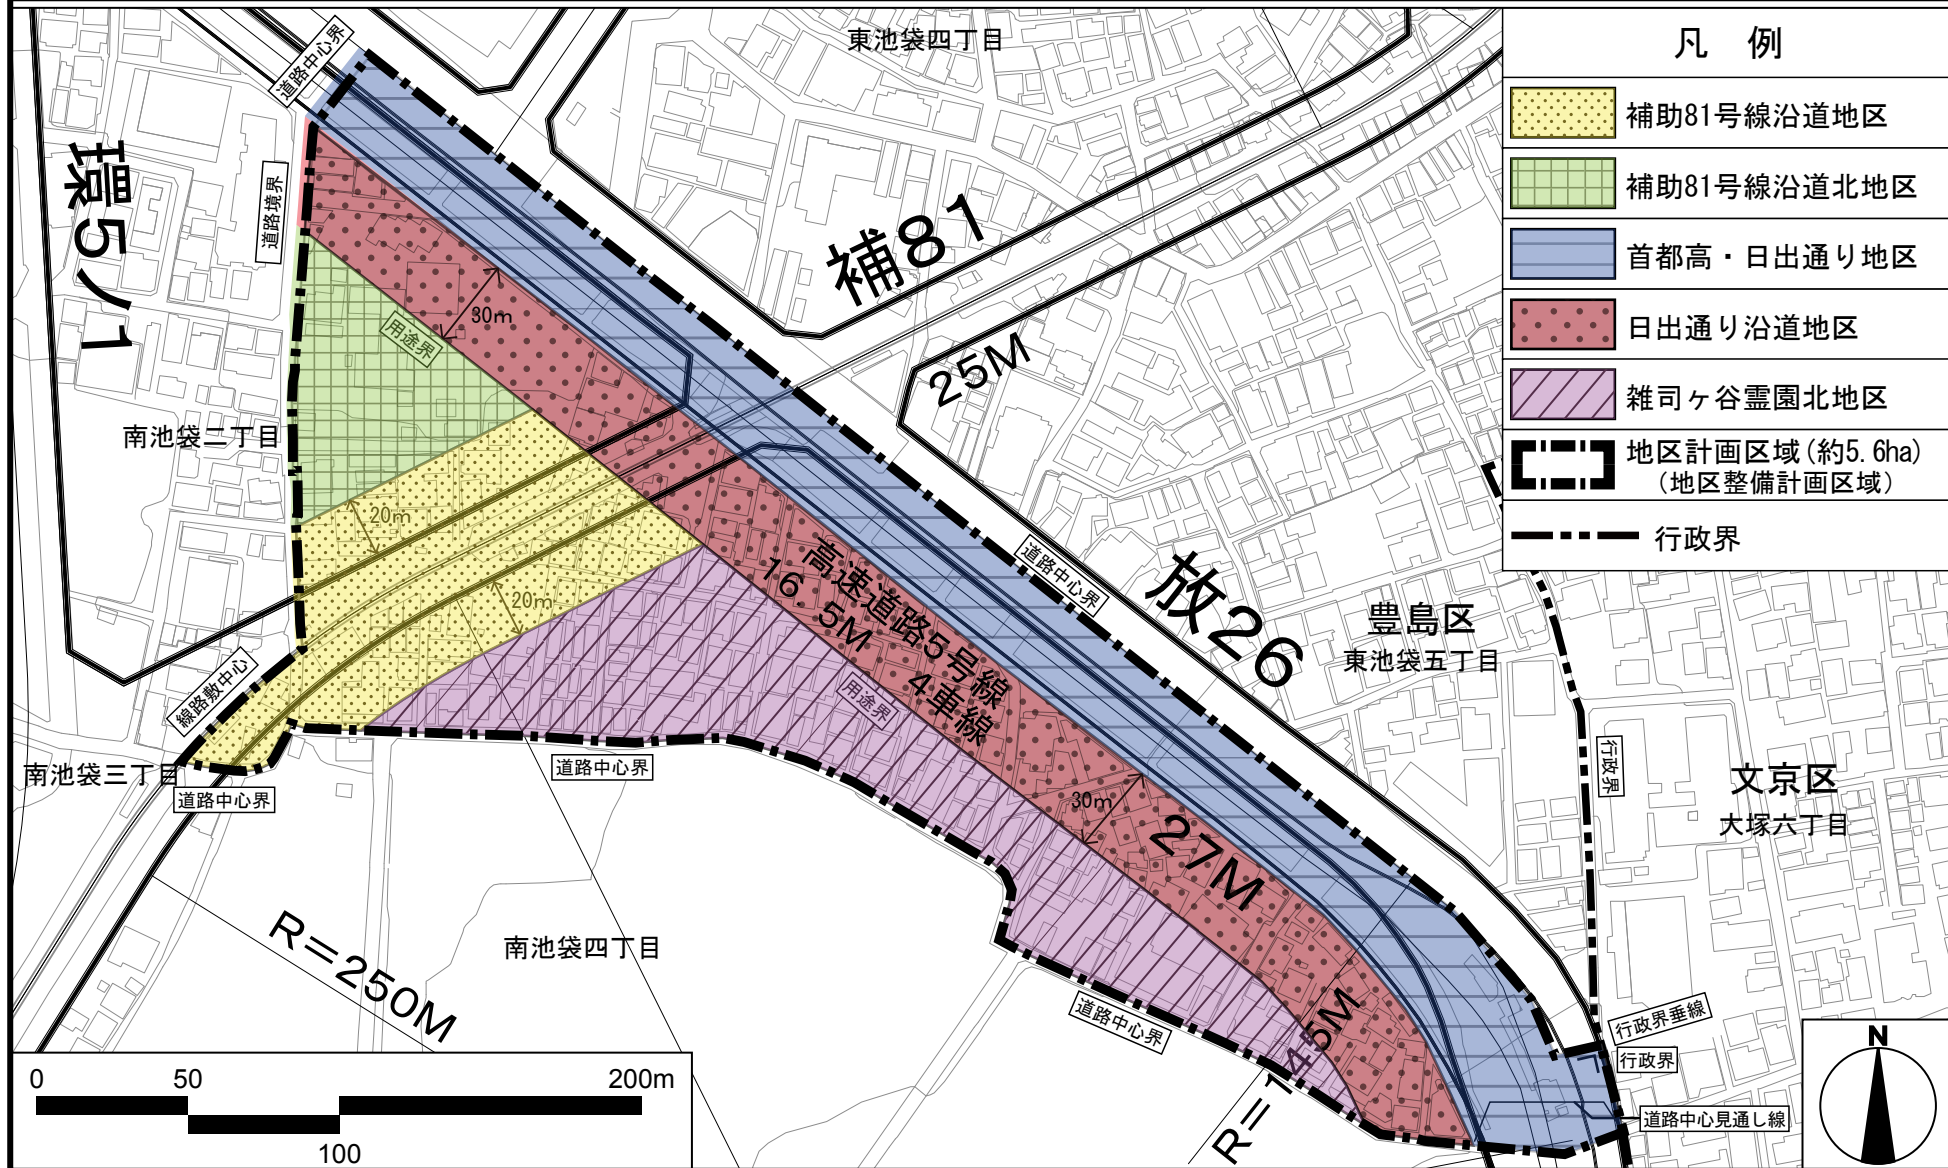 凡 例
補助81号線沿道地区
補助81号線沿道北地区
首都高・日出通り地区
日出通り沿道地区
雑司ヶ谷霊園北地区
地区計画区域(約5.6ha)
(地区整備計画区域)
行政界
東池袋四丁目
道路中心界
環5ノ1
道路境界
補81
30m
用途界
25M
南池袋二丁目
20m
20m
道路中心界
高速道路5号線
16.5M 4車線
放26
豊島区
東池袋五丁目
線路敷中心
用途界
行政界
文京区
大塚六丁目
南池袋三丁目
道路中心界
道路中心界
30m
27M
R=250M
南池袋四丁目
道路中心界
R=145M
行政界垂線
行政界
道路中心見通し線
N
0 50 200m
100